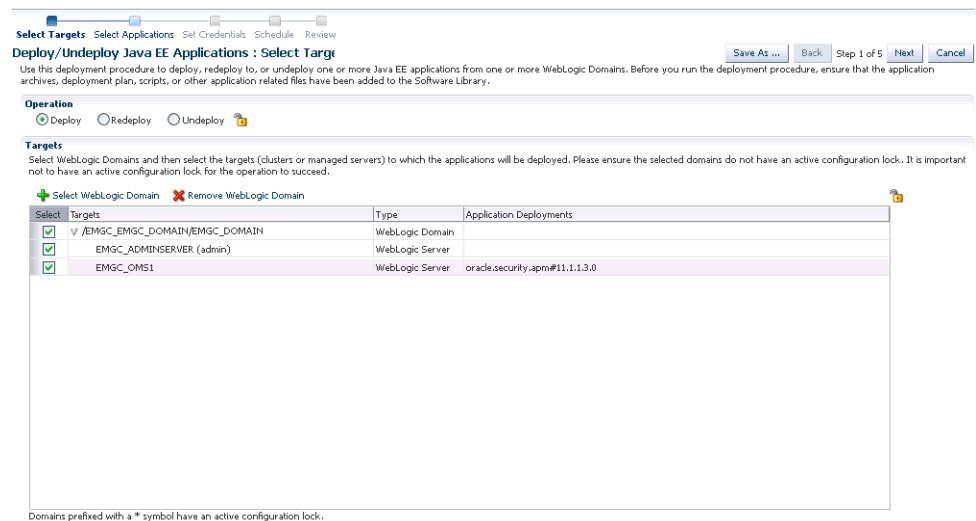 Select Targets Select Applications Set Credentials Schedule Review
Deploy/Undeploy Java EE Applications : Select Targe
Save As ... Back Step 1 of 5 Next Cancel
Use this deployment procedure to deploy, redeploy to, or undeploy one or more Java EE applications from one or more WebLogic Domains. Before you run the deployment procedure, ensure that the application
archives, deployment plan, scripts, or other application related files have been added to the Software Library.
Operation
Deploy Redeploy Undeploy
Targets
Select WebLogic Domains and then select the targets (clusters or managed servers) to which the applications will be deployed. Please ensure the selected domains do not have an active configuration lock. It is important
not to have an active configuration lock for the operation to succeed.
Select WebLogic Domain Remove WebLogic Domain
Select Targets Type Application Deployments
/EMGC_EMGC_DOMAIN/EMGC_DOMAIN WebLogic Domain
EMGC_ADMINSERVER (admin) WebLogic Server
EMGC_OMS1 WebLogic Server oracle.security.apm#11.1.1.3.0
Domains prefixed with a * symbol have an active configuration lock.